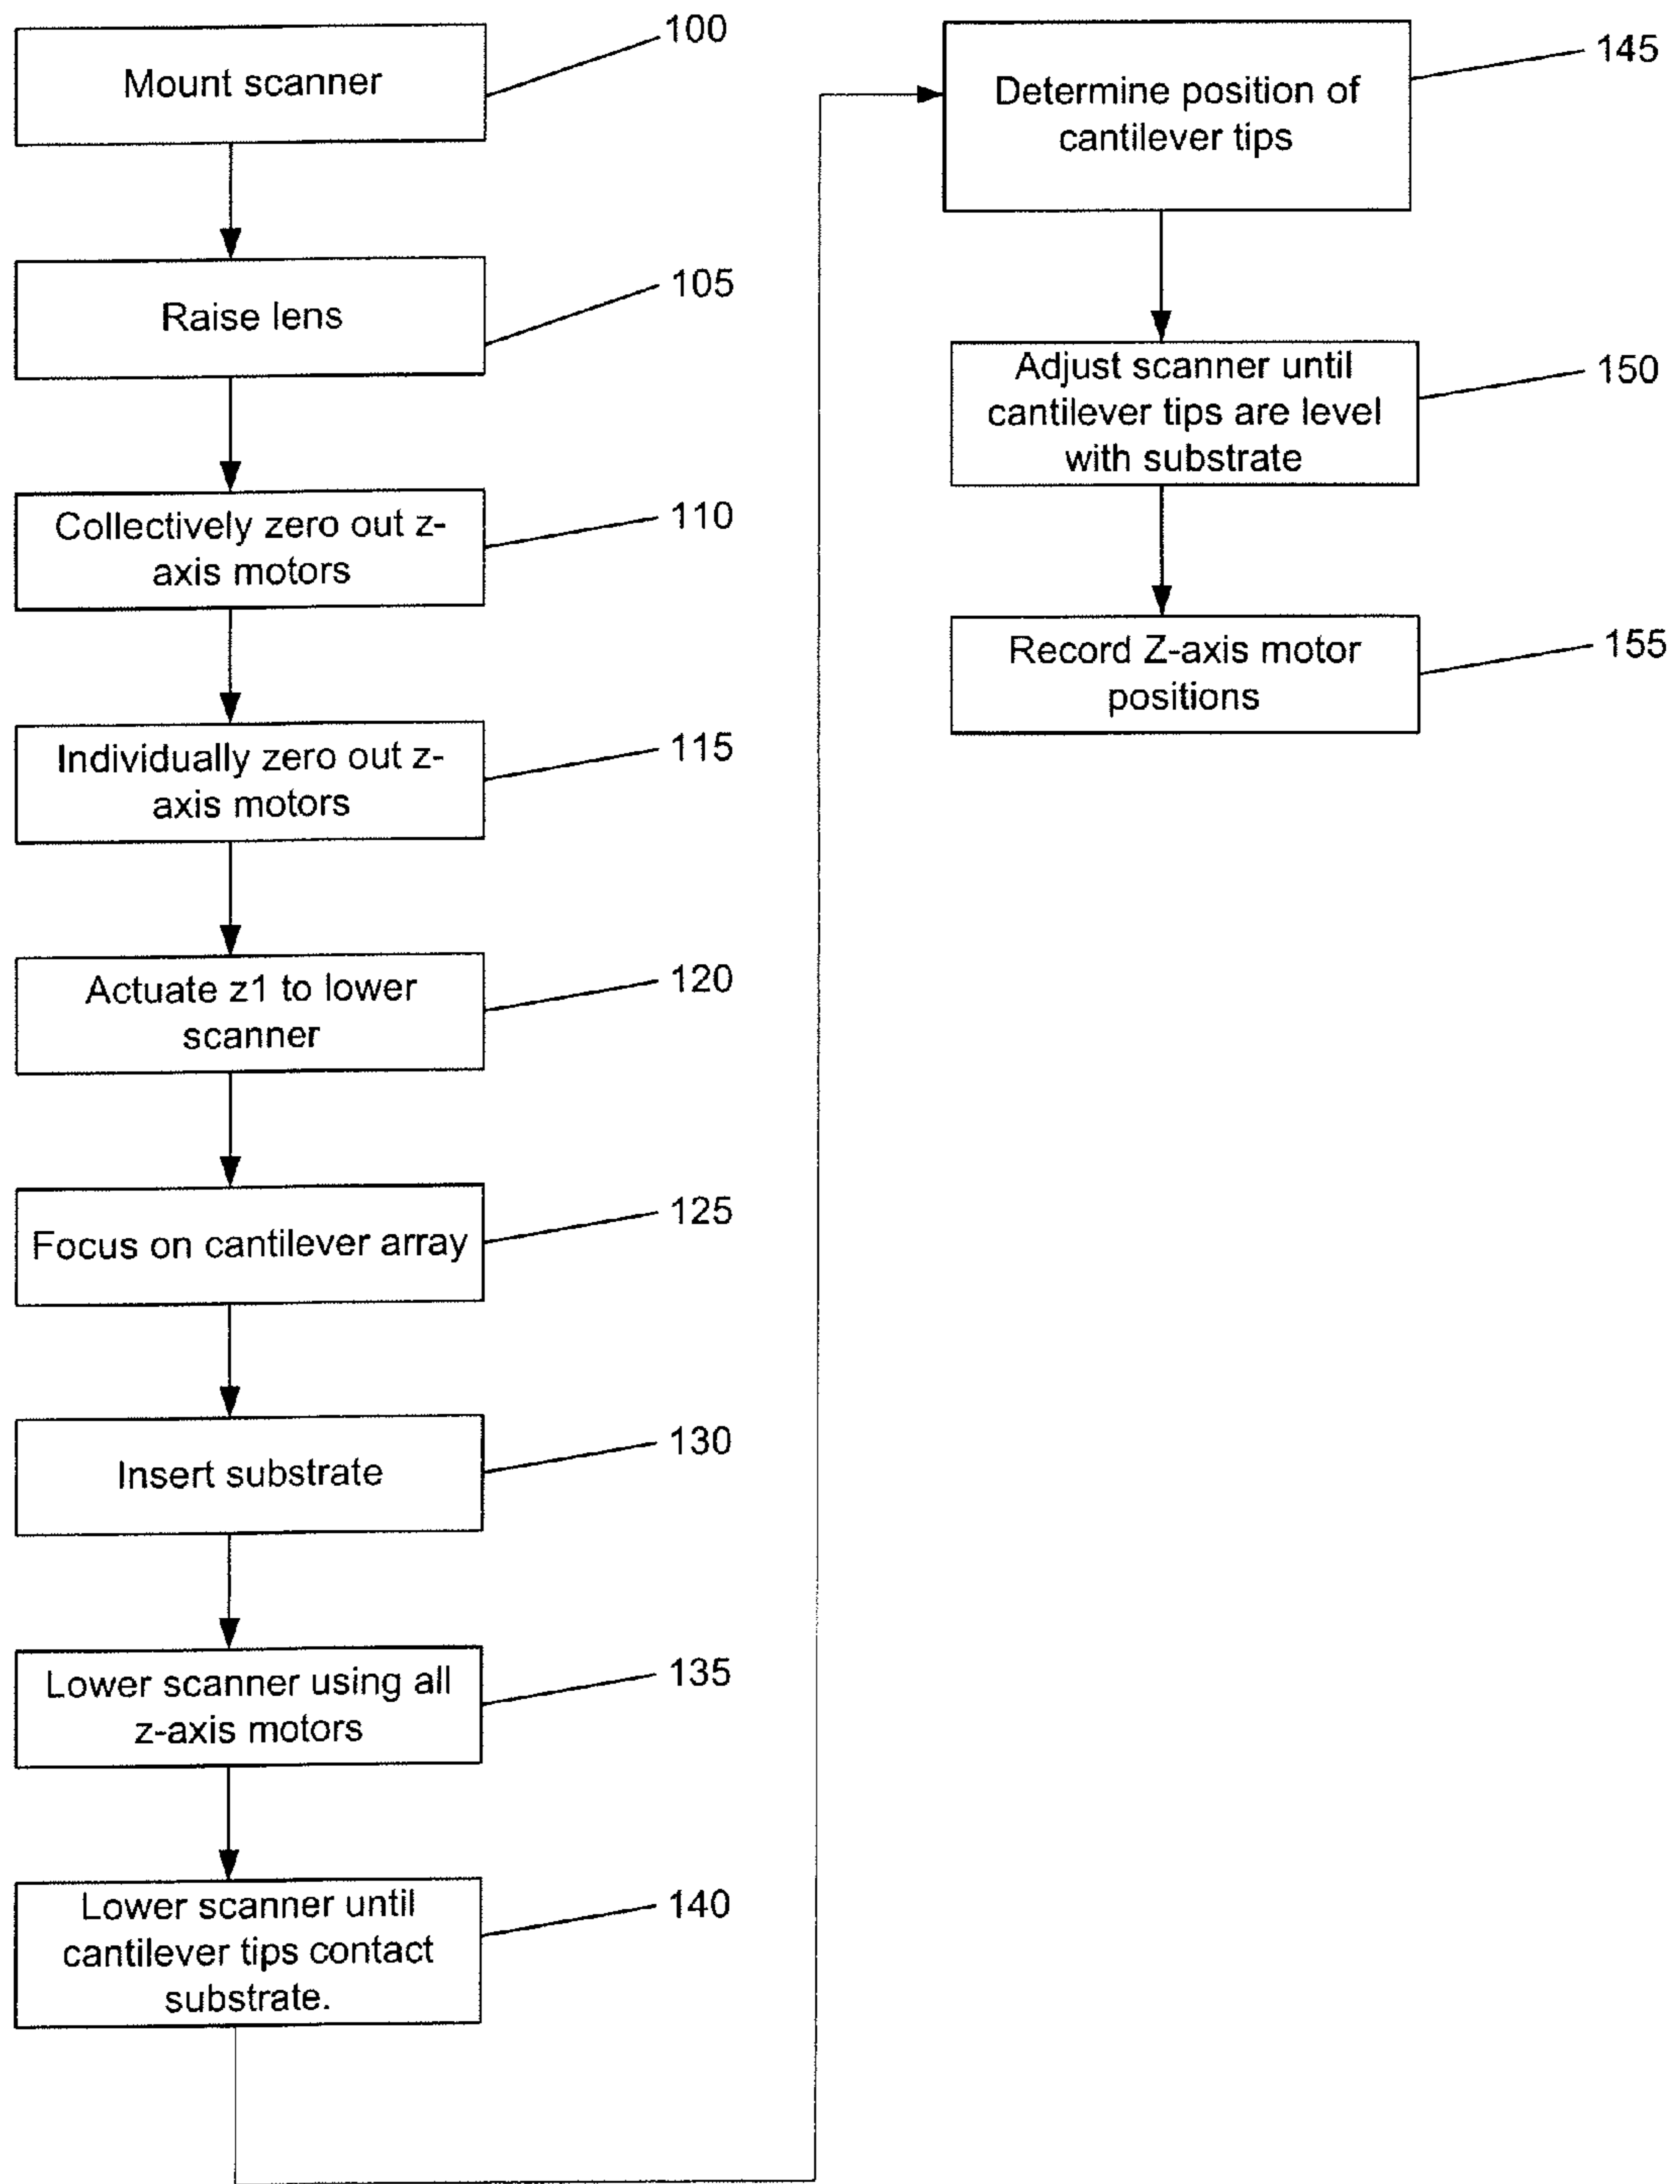 Mount scanner
100
Raise lens
105
Collectively zero out z-
axis motors
110
Individually zero out z-
axis motors
115
Actuate z1 to lower
scanner
120
Focus on cantilever array
125
Insert substrate
130
Lower scanner using all
z-axis motors
135
Lower scanner until
cantilever tips contact
substrate.
140
Determine position of
cantilever tips
145
Adjust scanner until
cantilever tips are level
with substrate
150
Record Z-axis motor
positions
155